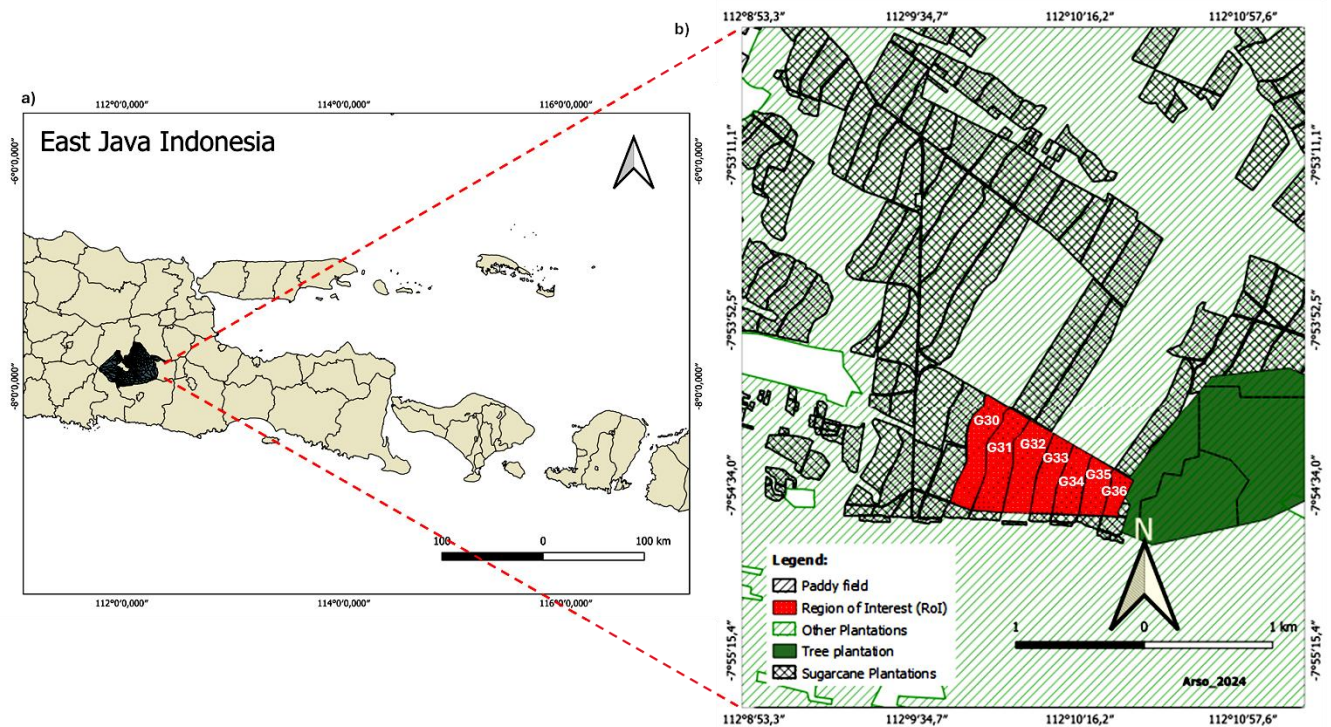 a)
112°0'0,000"
114°0'0,000"
116°0'0,000"
East Java Indonesia
-6°0'0,000"
-6°0'0,000"
-8°0'0,000"
-8°0'0,000"
100
0
100 km
112°0'0,000"
114°0'0,000"
116°0'0,000"
b)
112°8'53,3"
112°9'34,7"
112°10'16,2"
112°10'57,6"
-7°53'11,1"
-7°53'11,1"
-7°53'52,5"
-7°53'52,5"
-7°54'34,0"
-7°54'34,0"
-7°55'15,4"
-7°55'15,4"
G30
G31
G32
G33
G34
G35
G36
N
Legend:
Paddy field
Region of Interest (RoI)
Other Plantations
Tree plantation
Sugarcane Plantations
1
0
1 km
Arso_2024
112°8'53,3"
112°9'34,7"
112°10'16,2"
112°10'57,6"